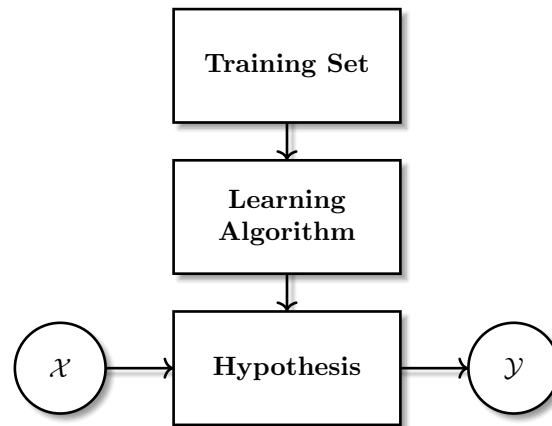 Training Set
Learning
Algorithm
𝒳
Hypothesis
𝒴